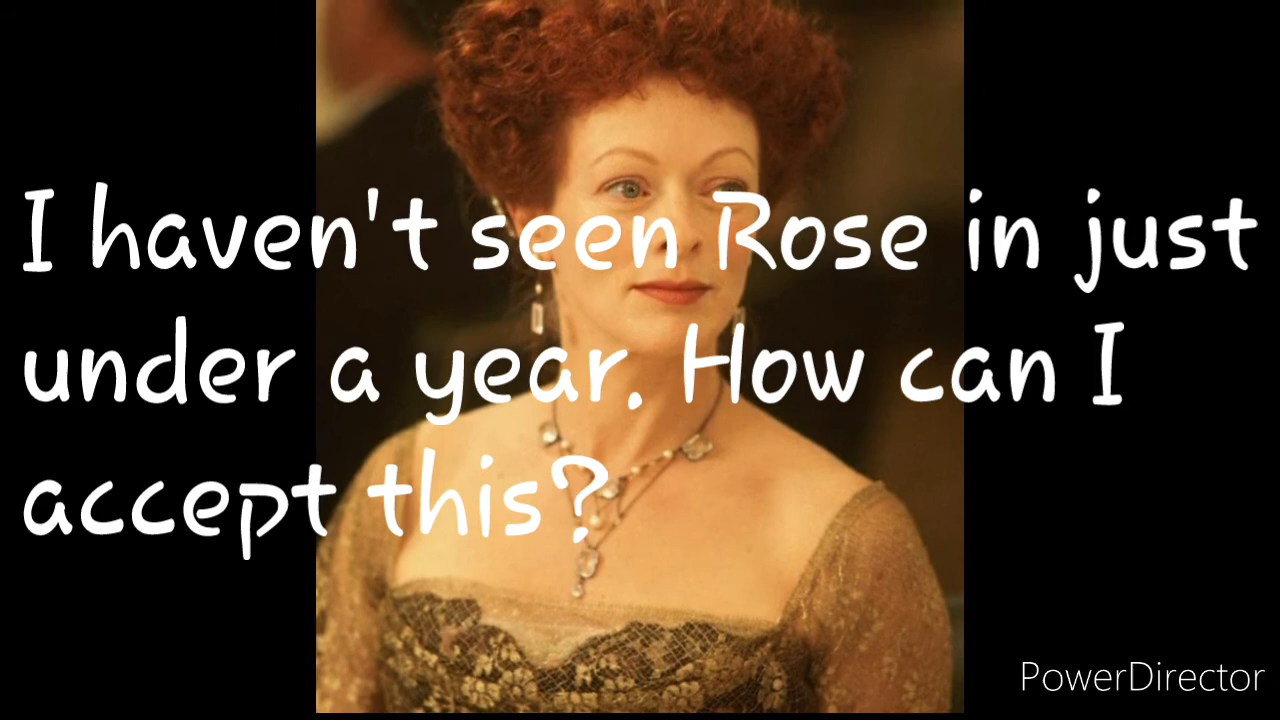 I haven't seen Rose in just
under a year. How can I
accept this?
PowerDirector